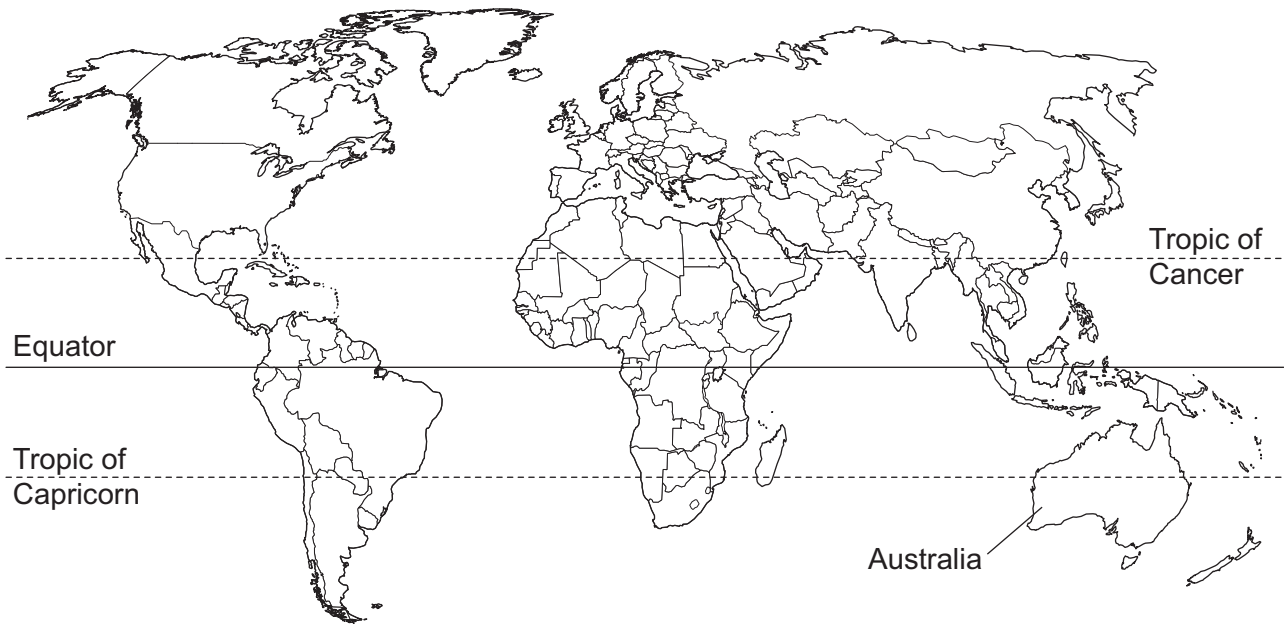 Tropic of
Cancer
Equator
Tropic of
Capricorn
Australia